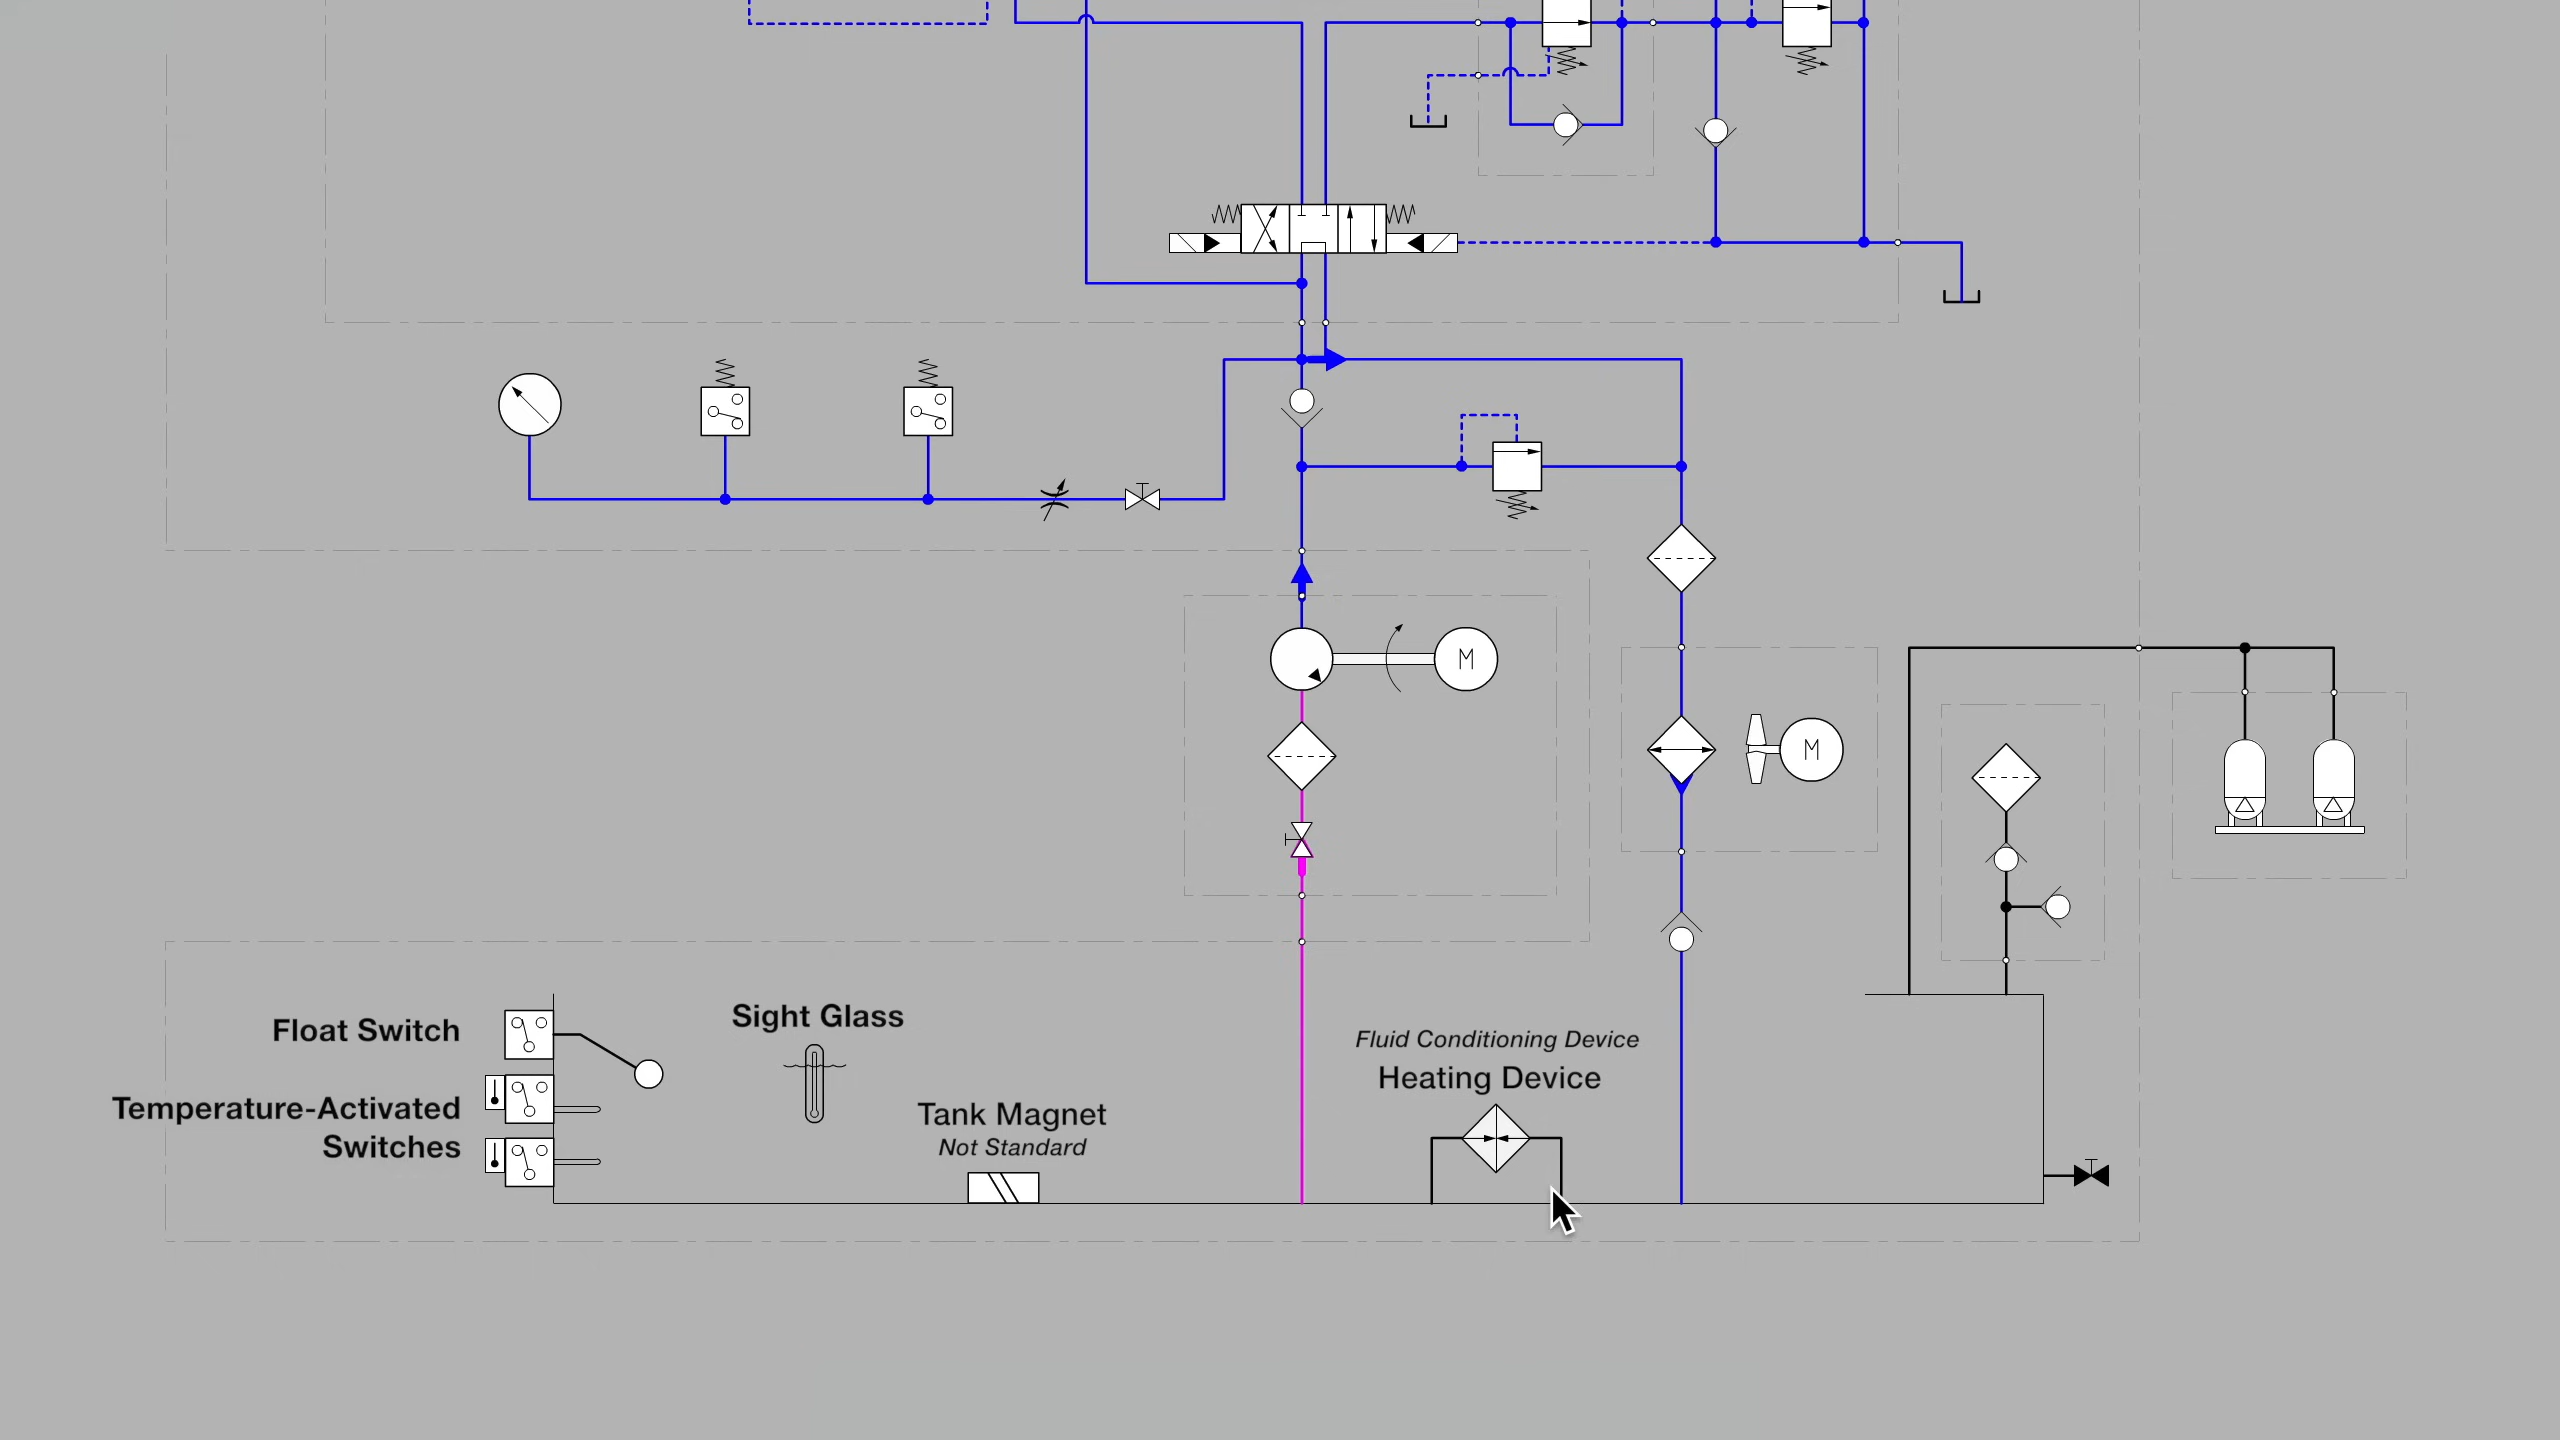 M
M
Float Switch
Sight Glass
Fluid Conditioning Device
Heating Device
Temperature-Activated
Switches
Tank Magnet
Not Standard